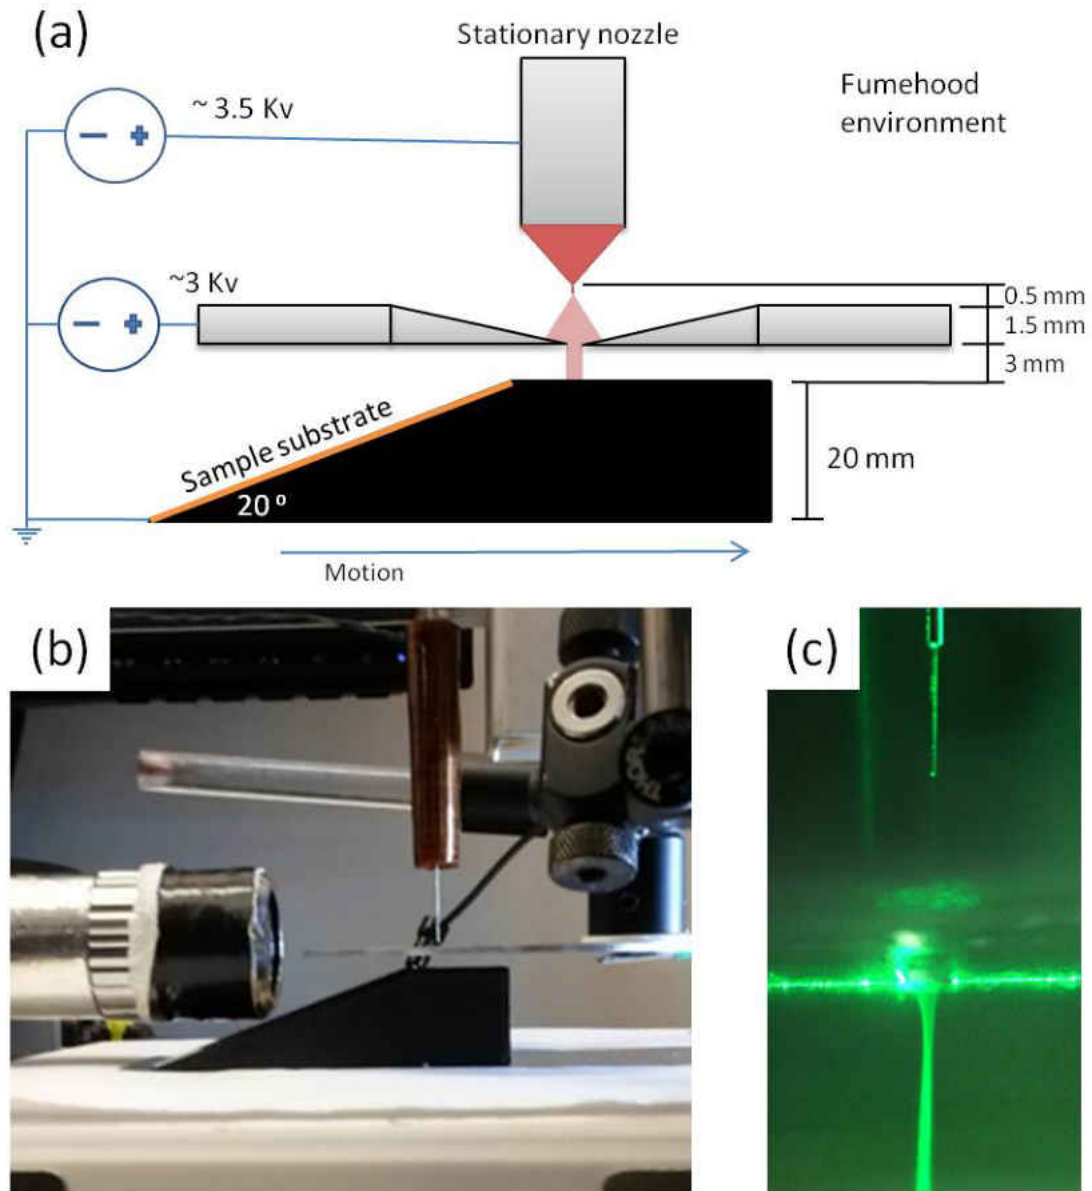 (a)
Stationary nozzle
~ 3.5 Kv
Fumehood
environment
~3 Kv
0.5 mm
1.5 mm
3 mm
Sample substrate
20 º
20 mm
Motion
(b)
(c)
THOR